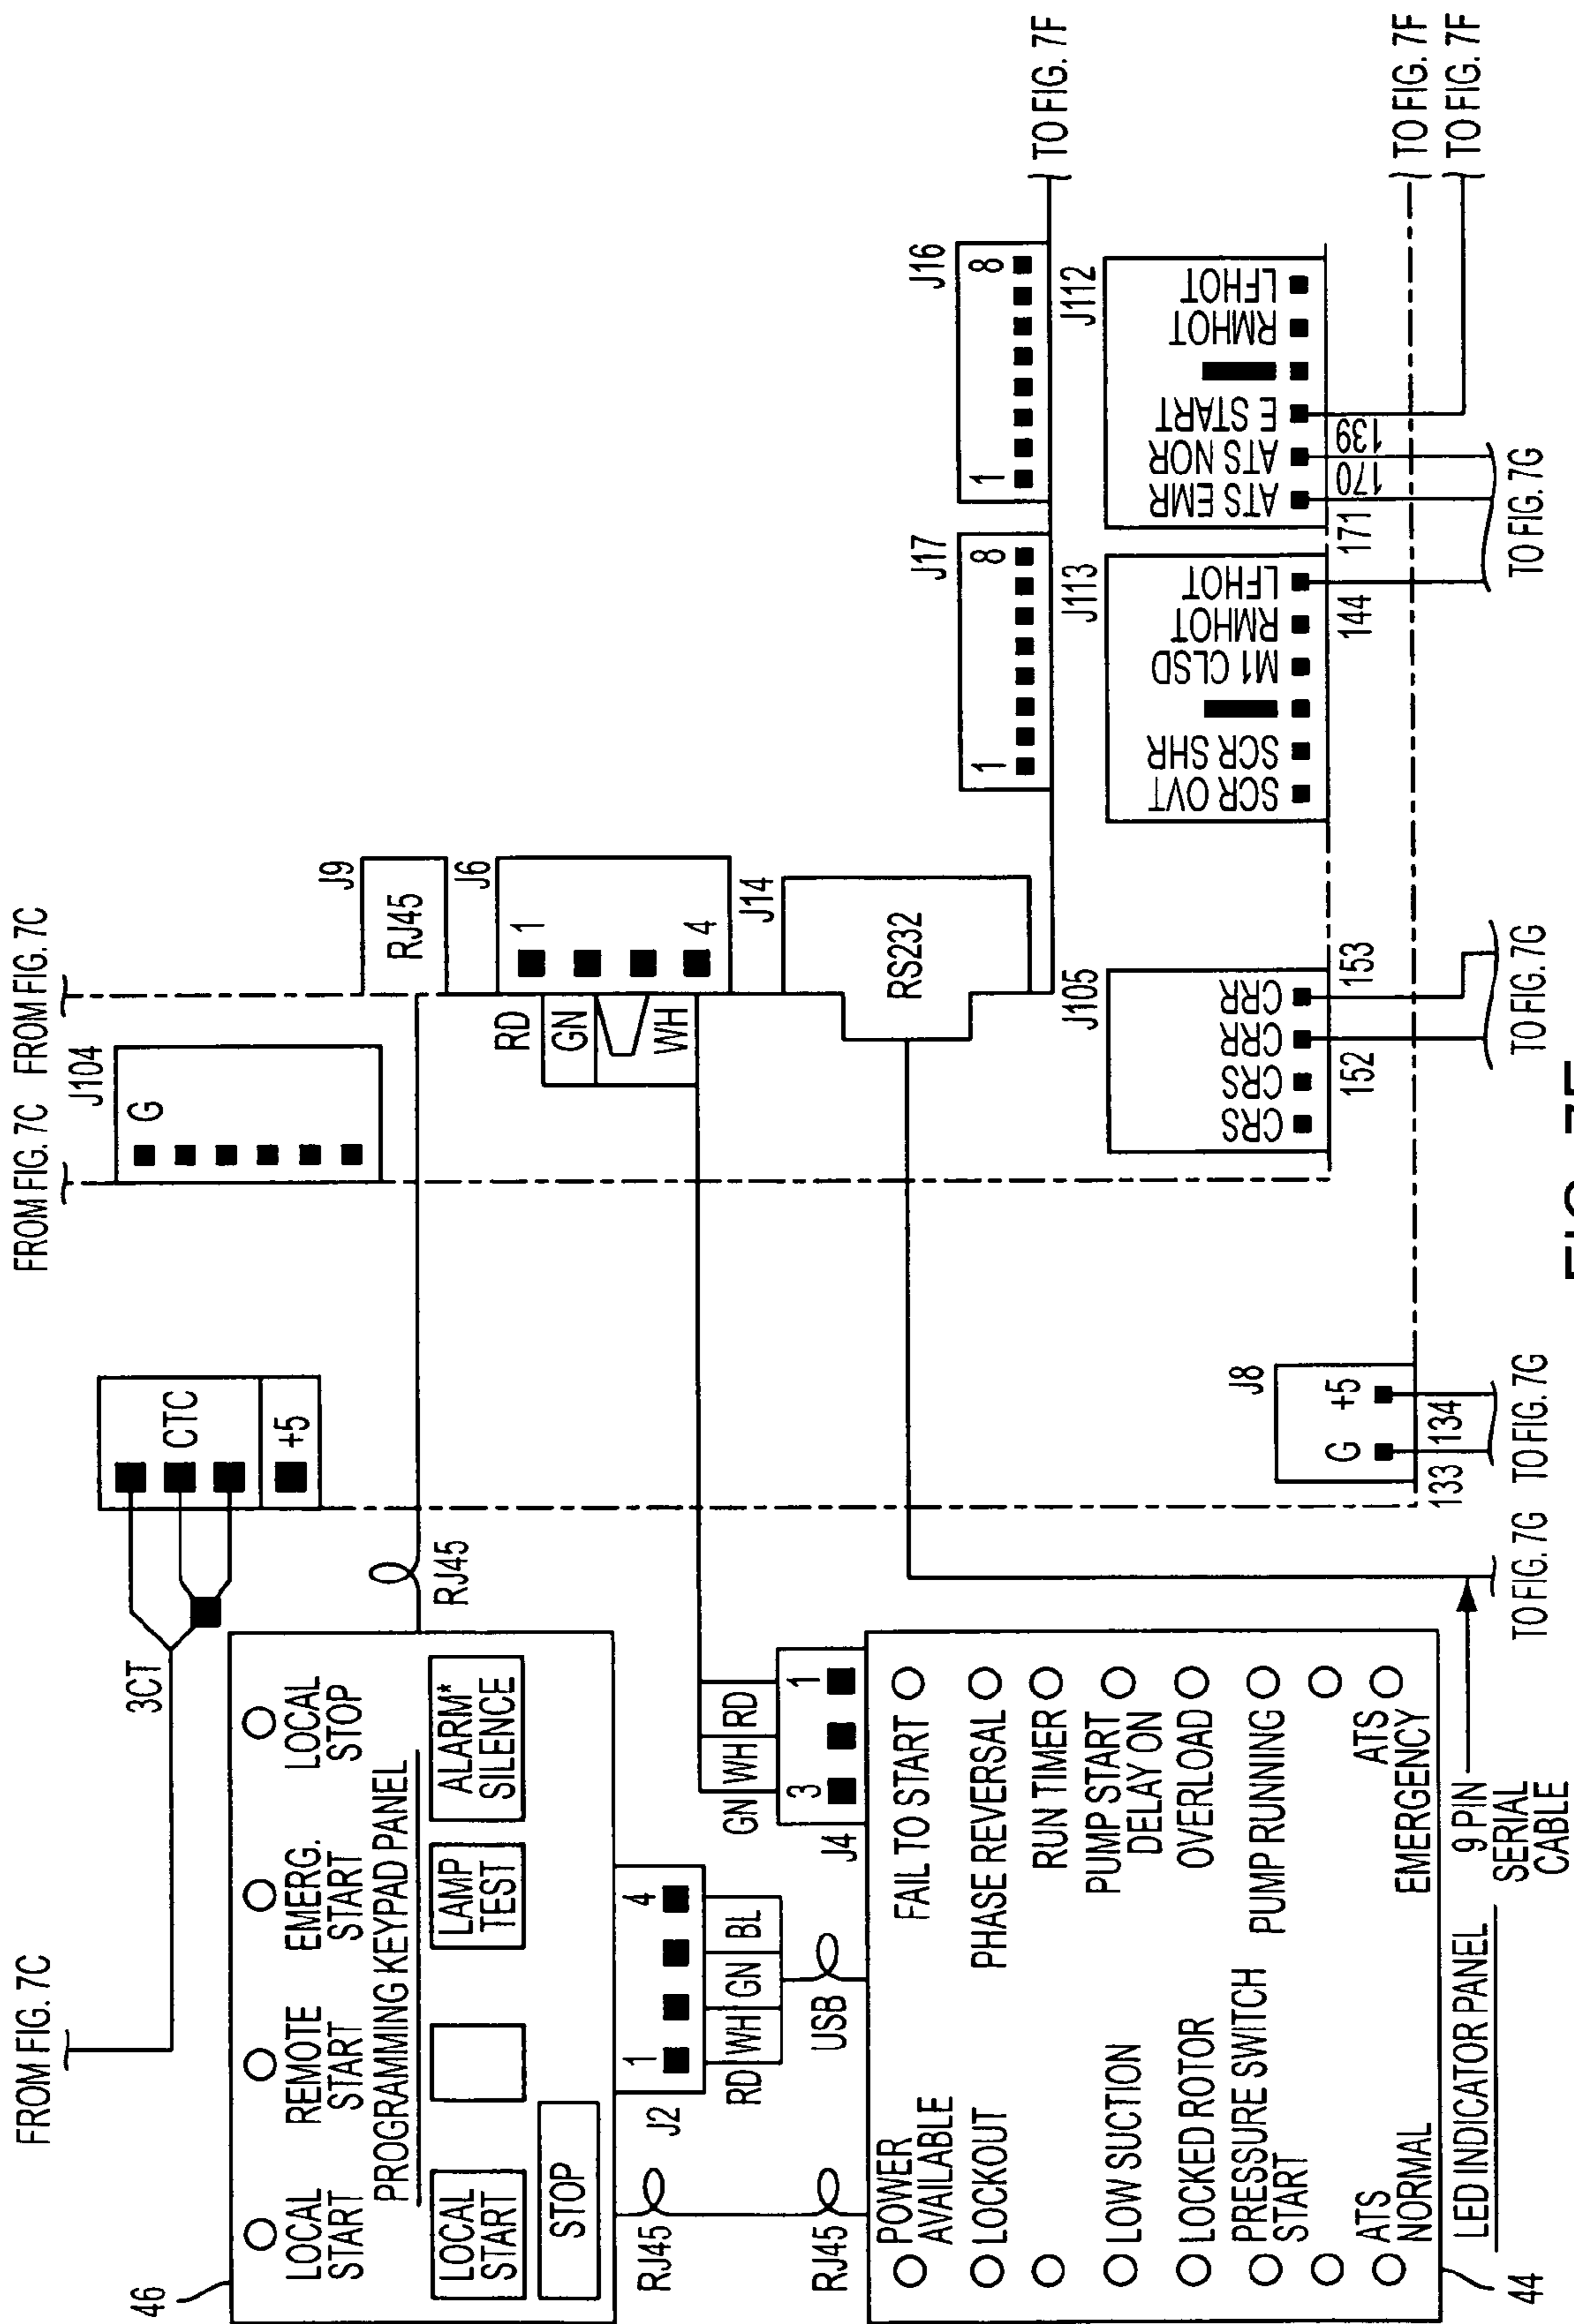 FROM FIG. 7C
FROM FIG. 7C
FROM FIG. 7C
3CT
CTC
+5
J104
G
J9
RJ45
J6
1
4
RD
GN
WH
J14
RS232
J17
1
8
J16
1
8
TO FIG. 7F
46
LOCAL
START
REMOTE
START
EMERG.
START
LOCAL
STOP
PROGRAMMING KEYPAD PANEL
LOCAL
START
LAMP
TEST
ALARM*
SILENCE
STOP
RJ45
RJ45
RJ45
J2
1
4
RD
WH
GN
BL
USB
J4
3
1
GN
WH
RD
POWER
AVAILABLE
LOCKOUT
LOW SUCTION
LOCKED ROTOR
PRESSURE SWITCH
START
ATS
NORMAL
FAIL TO START
PHASE REVERSAL
RUN TIMER
PUMP START
DELAY ON
OVERLOAD
PUMP RUNNING
ATS
EMERGENCY
LED INDICATOR PANEL
44
9 PIN
SERIAL
CABLE
TO FIG. 7G
J8
G
+5
133
134
TO FIG. 7G
J105
CRS
CRS
CRR
CRR
152
153
TO FIG. 7G
J113
SCR OVT
SCR SHR
M1 CLSD
RMHOT
LFHOT
144
J112
ATS EMR
ATS NOR
E START
RMHOT
LFHOT
171
170
139
TO FIG. 7G
TO FIG. 7F
TO FIG. 7F